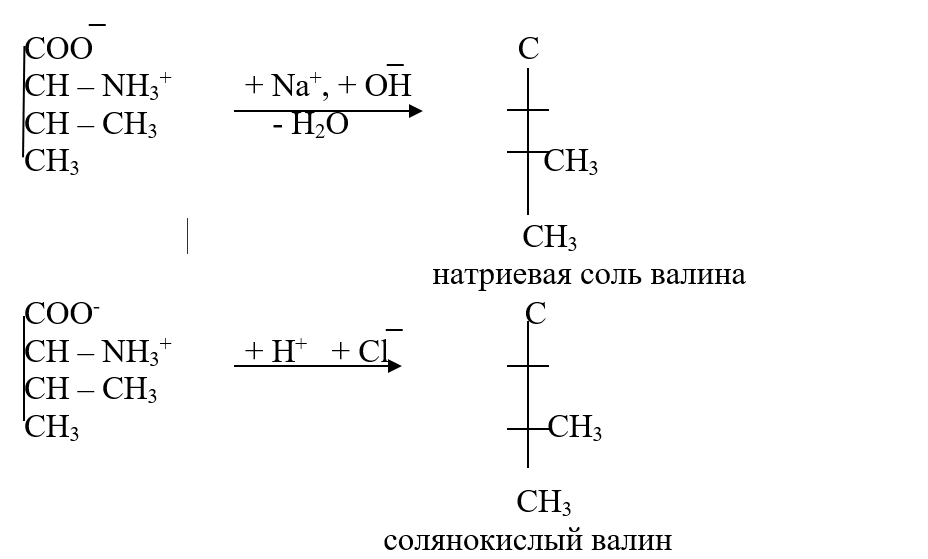 COO⁻ C
CH – NH₃⁺ + Na⁺, + OH⁻
CH – CH₃ - H₂O
CH₃ CH₃
CH₃
натриевая соль валина
COO⁻ C
CH – NH₃⁺ + H⁺ + Cl⁻
CH – CH₃
CH₃ CH₃
CH₃
солянокислый валин